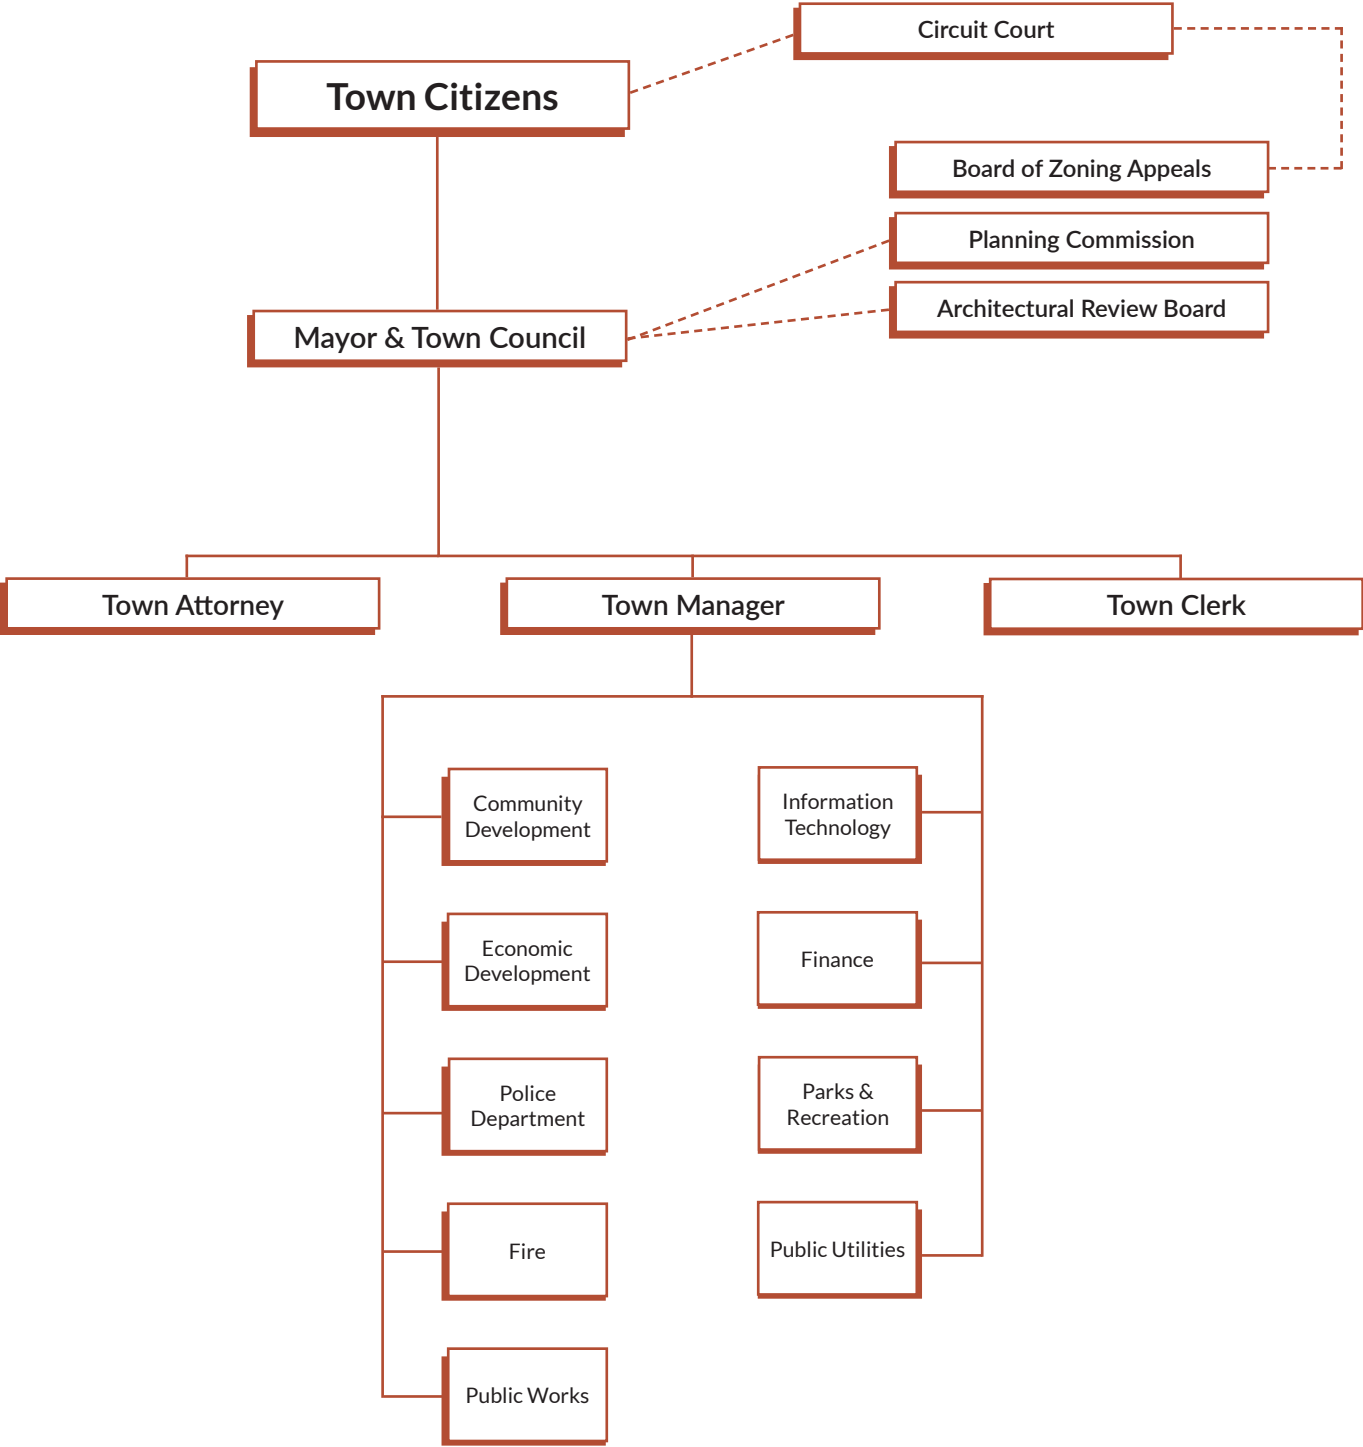 Circuit Court
Town Citizens
Board of Zoning Appeals
Planning Commission
Architectural Review Board
Mayor & Town Council
Town Attorney
Town Manager
Town Clerk
Community
Development
Economic
Development
Police
Department
Fire
Public Works
Information
Technology
Finance
Parks &
Recreation
Public Utilities